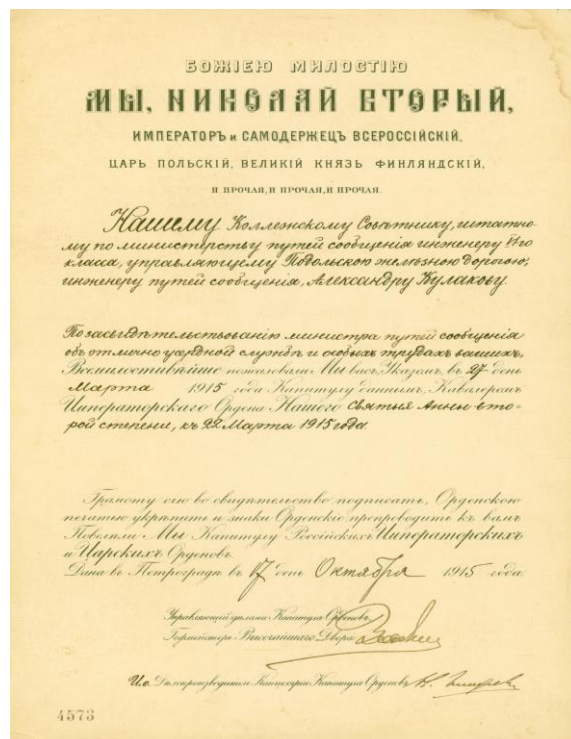 БОЖІЕЮ МИЛОСТІЮ
МЫ, НИКОЛАЙ ВТОРЫЙ,
ИМПЕРАТОРЪ и САМОДЕРЖЕЦЪ ВСЕРОССІЙСКІЙ,
ЦАРЬ ПОЛЬСКІЙ, ВЕЛИКІЙ КНЯЗЬ ФИНЛЯНДСКІЙ,
И ПРОЧАЯ, И ПРОЧАЯ, И ПРОЧАЯ.
Нашему Коллежскому Совѣтнику, штатно-
му по министерству путей сообщенія инженеру
класса, управляющему Подольскою желѣзною дорогою,
инженеру путей сообщенія, Александру Кулакову.
По засвидѣтельствованію министра путей сообщенія
объ отлично усердной службѣ и особыхъ трудахъ вашихъ,
Всемилостивѣйше пожаловали Мы васъ, Указомъ, въ 27 день
Марта 1915 года Капитулу даннымъ, Кавалеромъ
Императорскаго Ордена Нашего Святыя Анны вто-
рой степени, къ 22 Марта 1915 года
Грамоту сію во свидѣтельство подписать, Орденскою
печатью укрѣпить и знаки Орденскіе препроводить къ вамъ
Повелѣли Мы Капитулу Россійскихъ Императорскихъ
и Царскихъ Орденовъ.
Дана въ Петроградѣ въ 17 день Октября 1915 года.
Управляющій дѣлами Капитула Орденовъ,
Гофмейстеръ Высочайшаго Двора
И.о. Дѣлопроизводителя Канцеляріи Капитула Орденовъ
4573